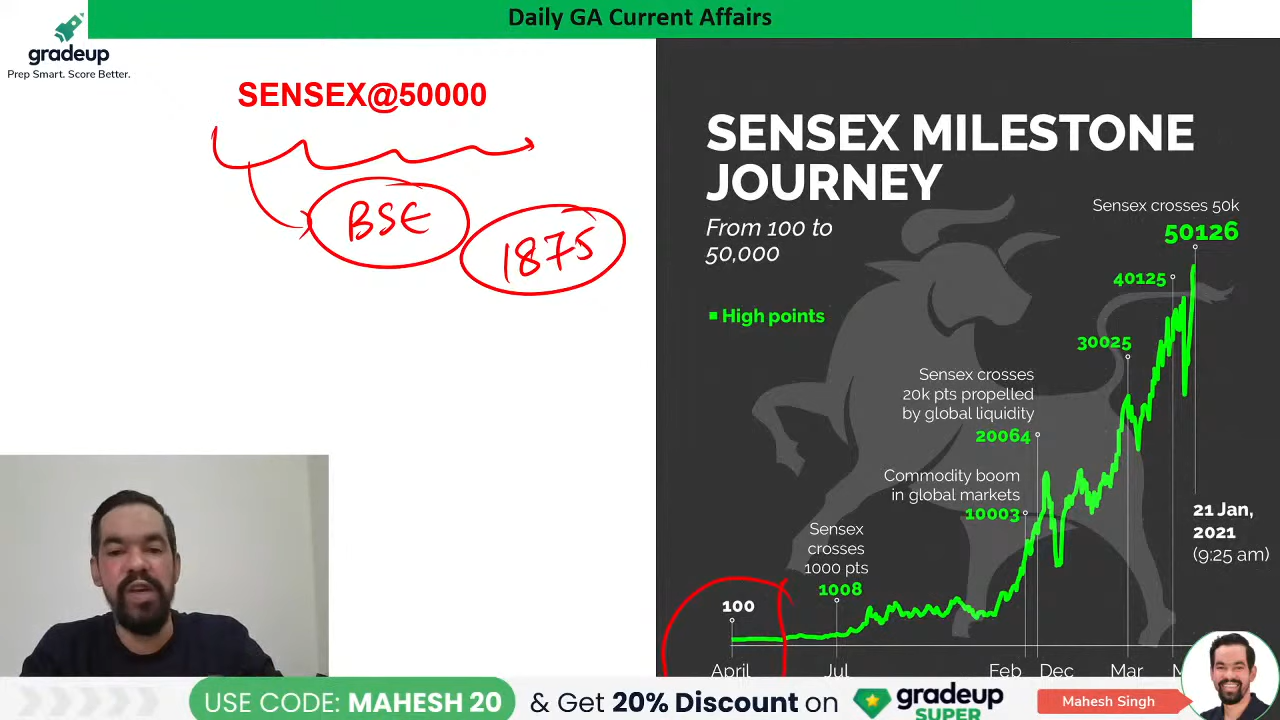 Daily GA Current Affairs
gradeup
Prep Smart. Score Better.
SENSEX@50000
BSE
1875
SENSEX MILESTONE
JOURNEY
From 100 to
50,000
High points
Sensex crosses 50k
50126
40125
30025
Sensex crosses
20k pts propelled
by global liquidity
20064
Commodity boom
in global markets
10003
Sensex
crosses
1000 pts
1008
100
21 Jan,
2021
(9:25 am)
April Jul Feb Dec Mar
USE CODE: MAHESH 20 & Get 20% Discount on
gradeup
SUPER
Mahesh Singh